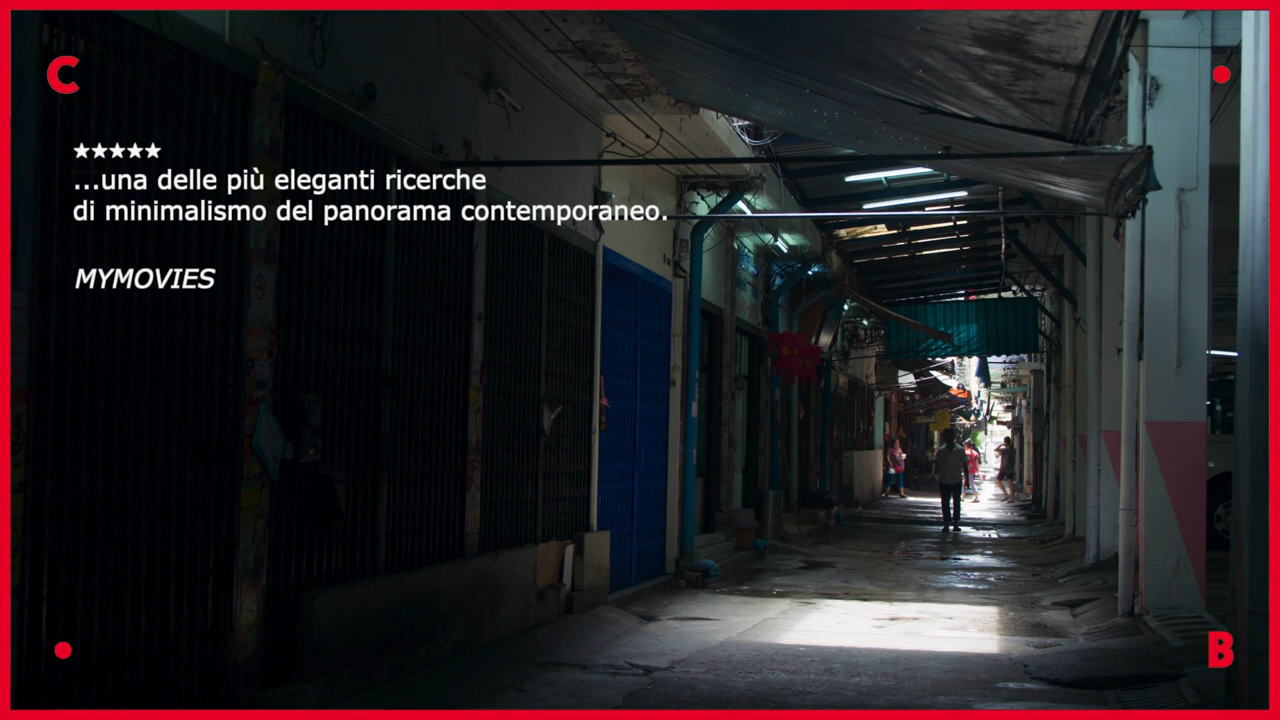 C
★★★★★
...una delle più eleganti ricerche
di minimalismo del panorama contemporaneo.
MYMOVIES
B